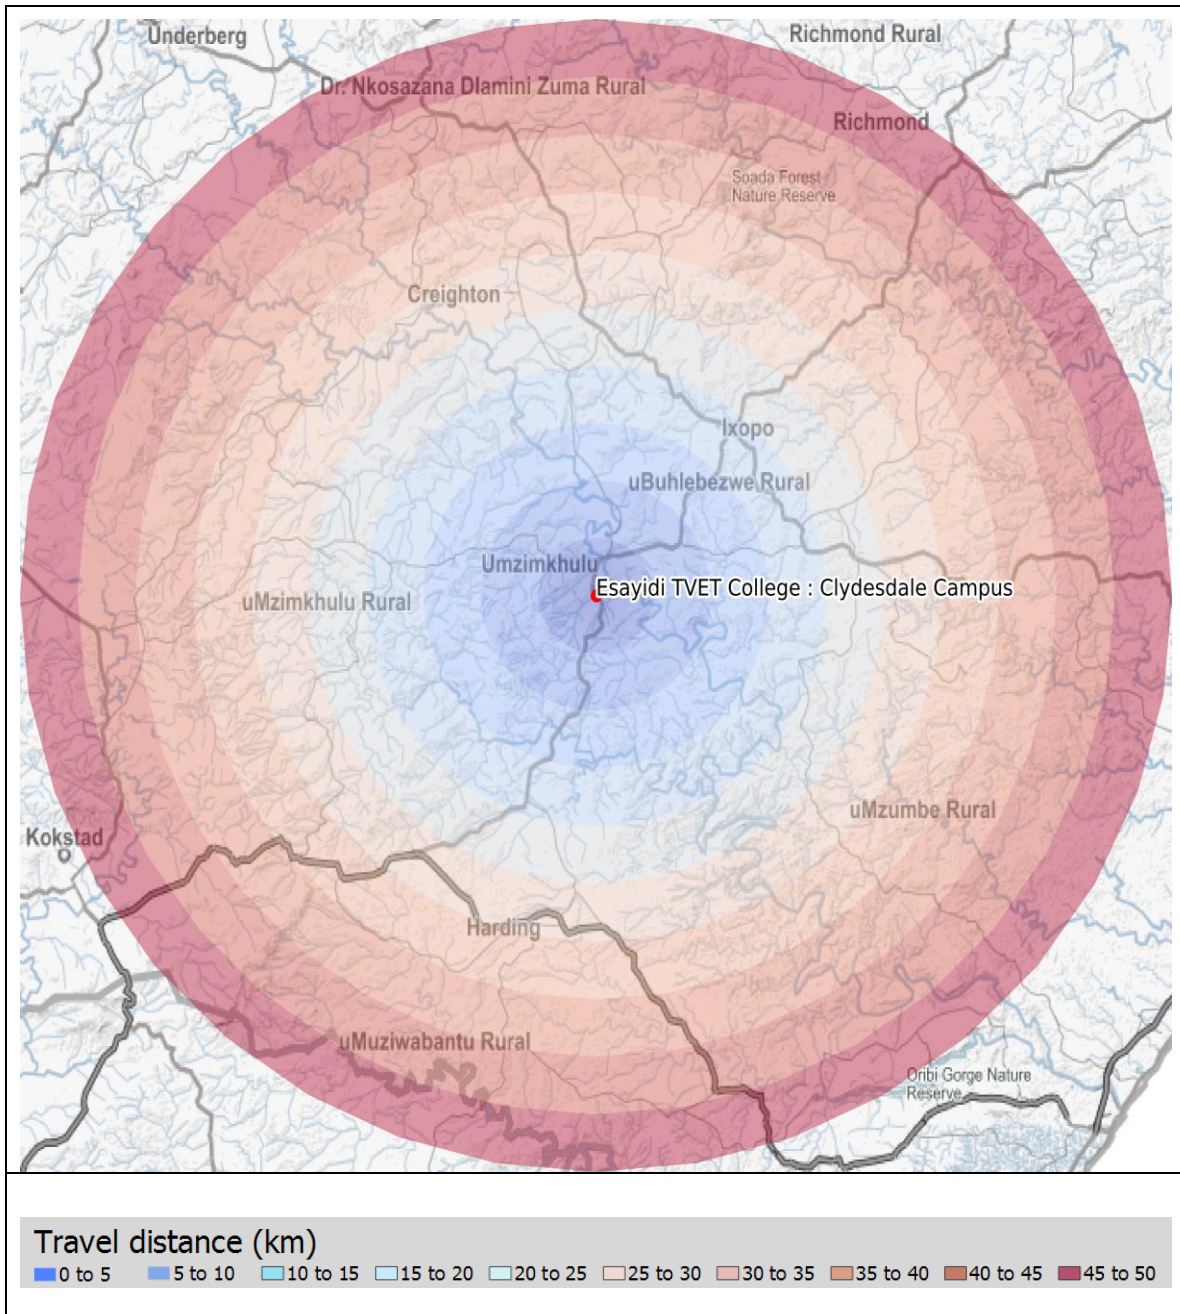 Underberg
Richmond Rural
Dr. Nkosazana Dlamini Zuma Rural
Richmond
Soada Forest
Nature Reserve
Creighton
Ixopo
uBuhlebezwe Rural
Umzimkhulu
Esayidi TVET College : Clydesdale Campus
uMzimkhulu Rural
uMzumbe Rural
Kokstad
Harding
uMuziwabantu Rural
Oribi Gorge Nature
Reserve
Travel distance (km)
0 to 5 5 to 10 10 to 15 15 to 20 20 to 25 25 to 30 30 to 35 35 to 40 40 to 45 45 to 50